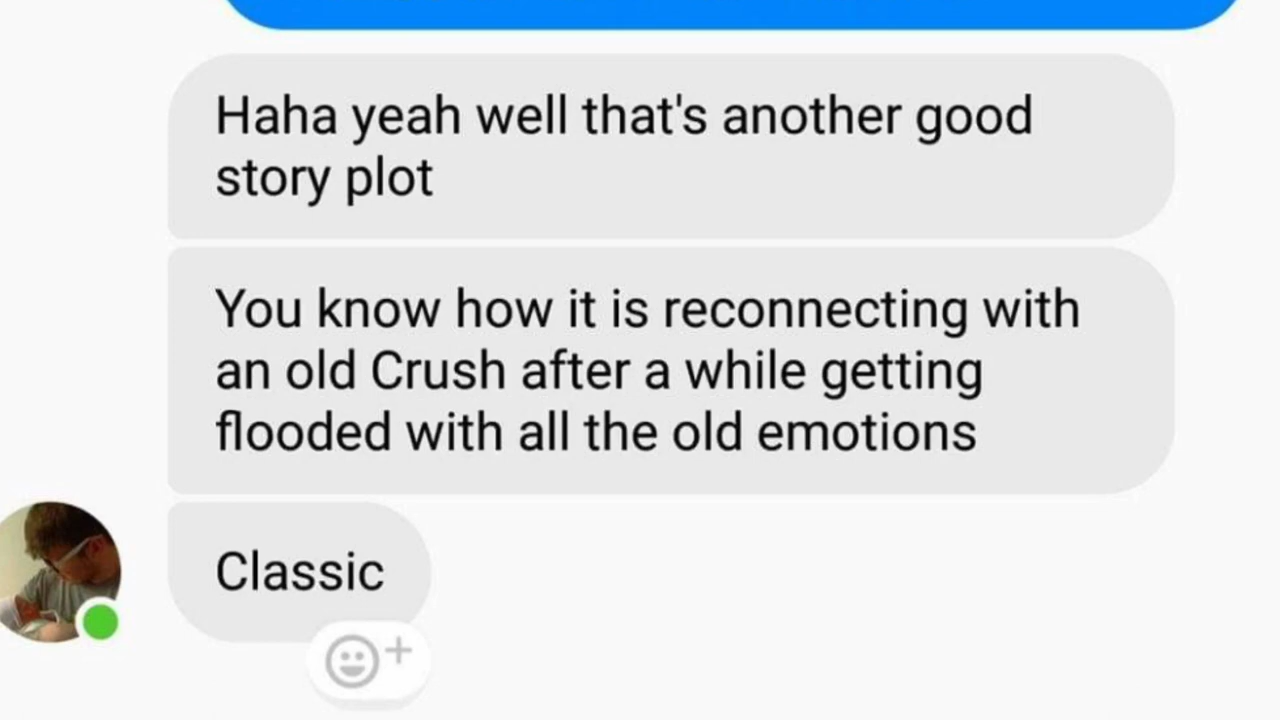 Haha yeah well that's another good
story plot
You know how it is reconnecting with
an old Crush after a while getting
flooded with all the old emotions
Classic